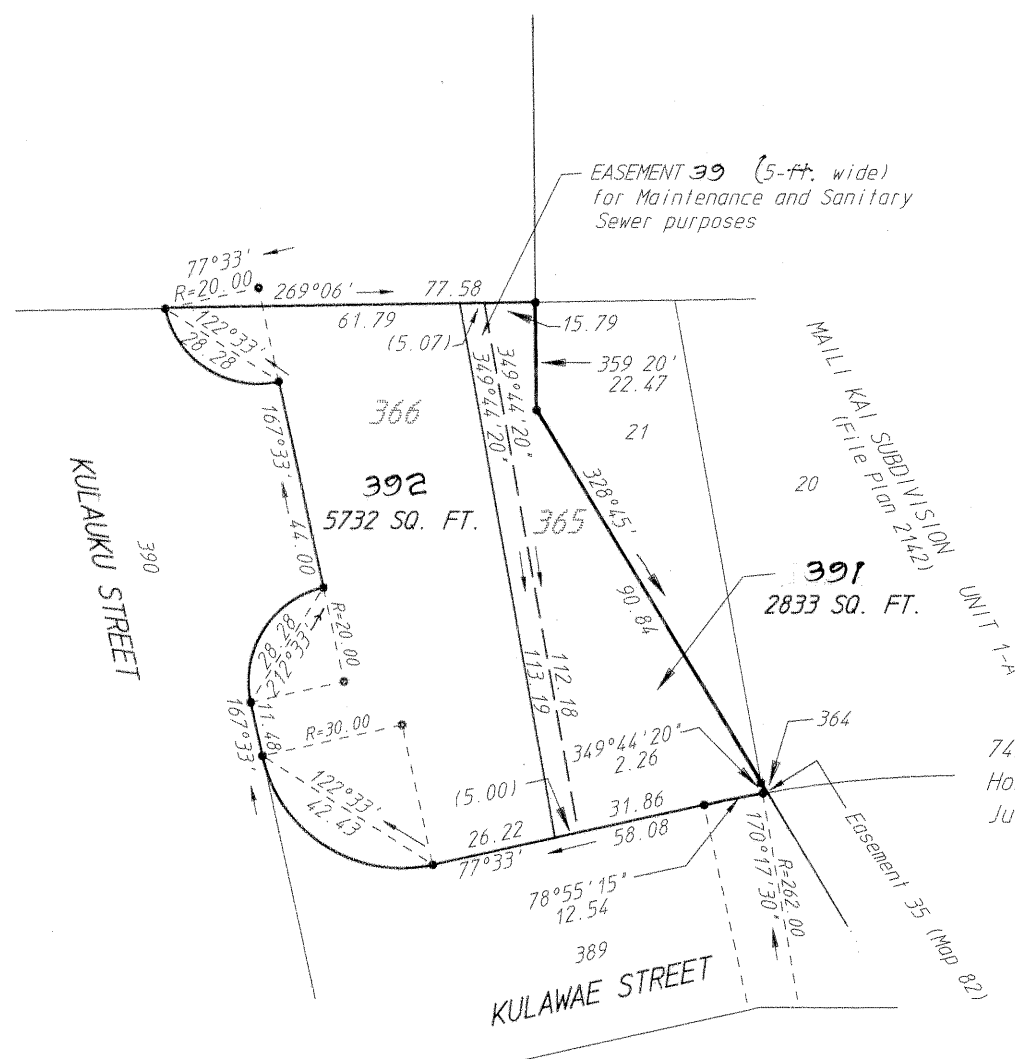 EASEMENT 39 (5-ft. wide)
for Maintenance and Sanitary
Sewer purposes
77°33'
R=20.00
269°06' 77.58
61.79
(5.07)
15.79
122°33'
28.28
359 20'
22.47
349°44'20"
349°44'20"
366
21
MAILI KAI SUBDIVISION UNIT 1-A
(File Plan 2142)
167°33'
44.00
392
5732 SQ. FT.
365
328°45'
90.84
20
KULAUKU STREET
390
391
2833 SQ. FT.
28.28
212°33'
R=20.00
112.18
113.19
167°33'
11.48
R=30.00
349°44'20"
2.26
364
122°33'
42.43
(5.00)
31.86
26.22
58.08
77°33'
74
Ho
Ju
78°55'15"
12.54
170°17'30"
R=262.00
Easement 35 (Map 82)
389
KULAWAE STREET